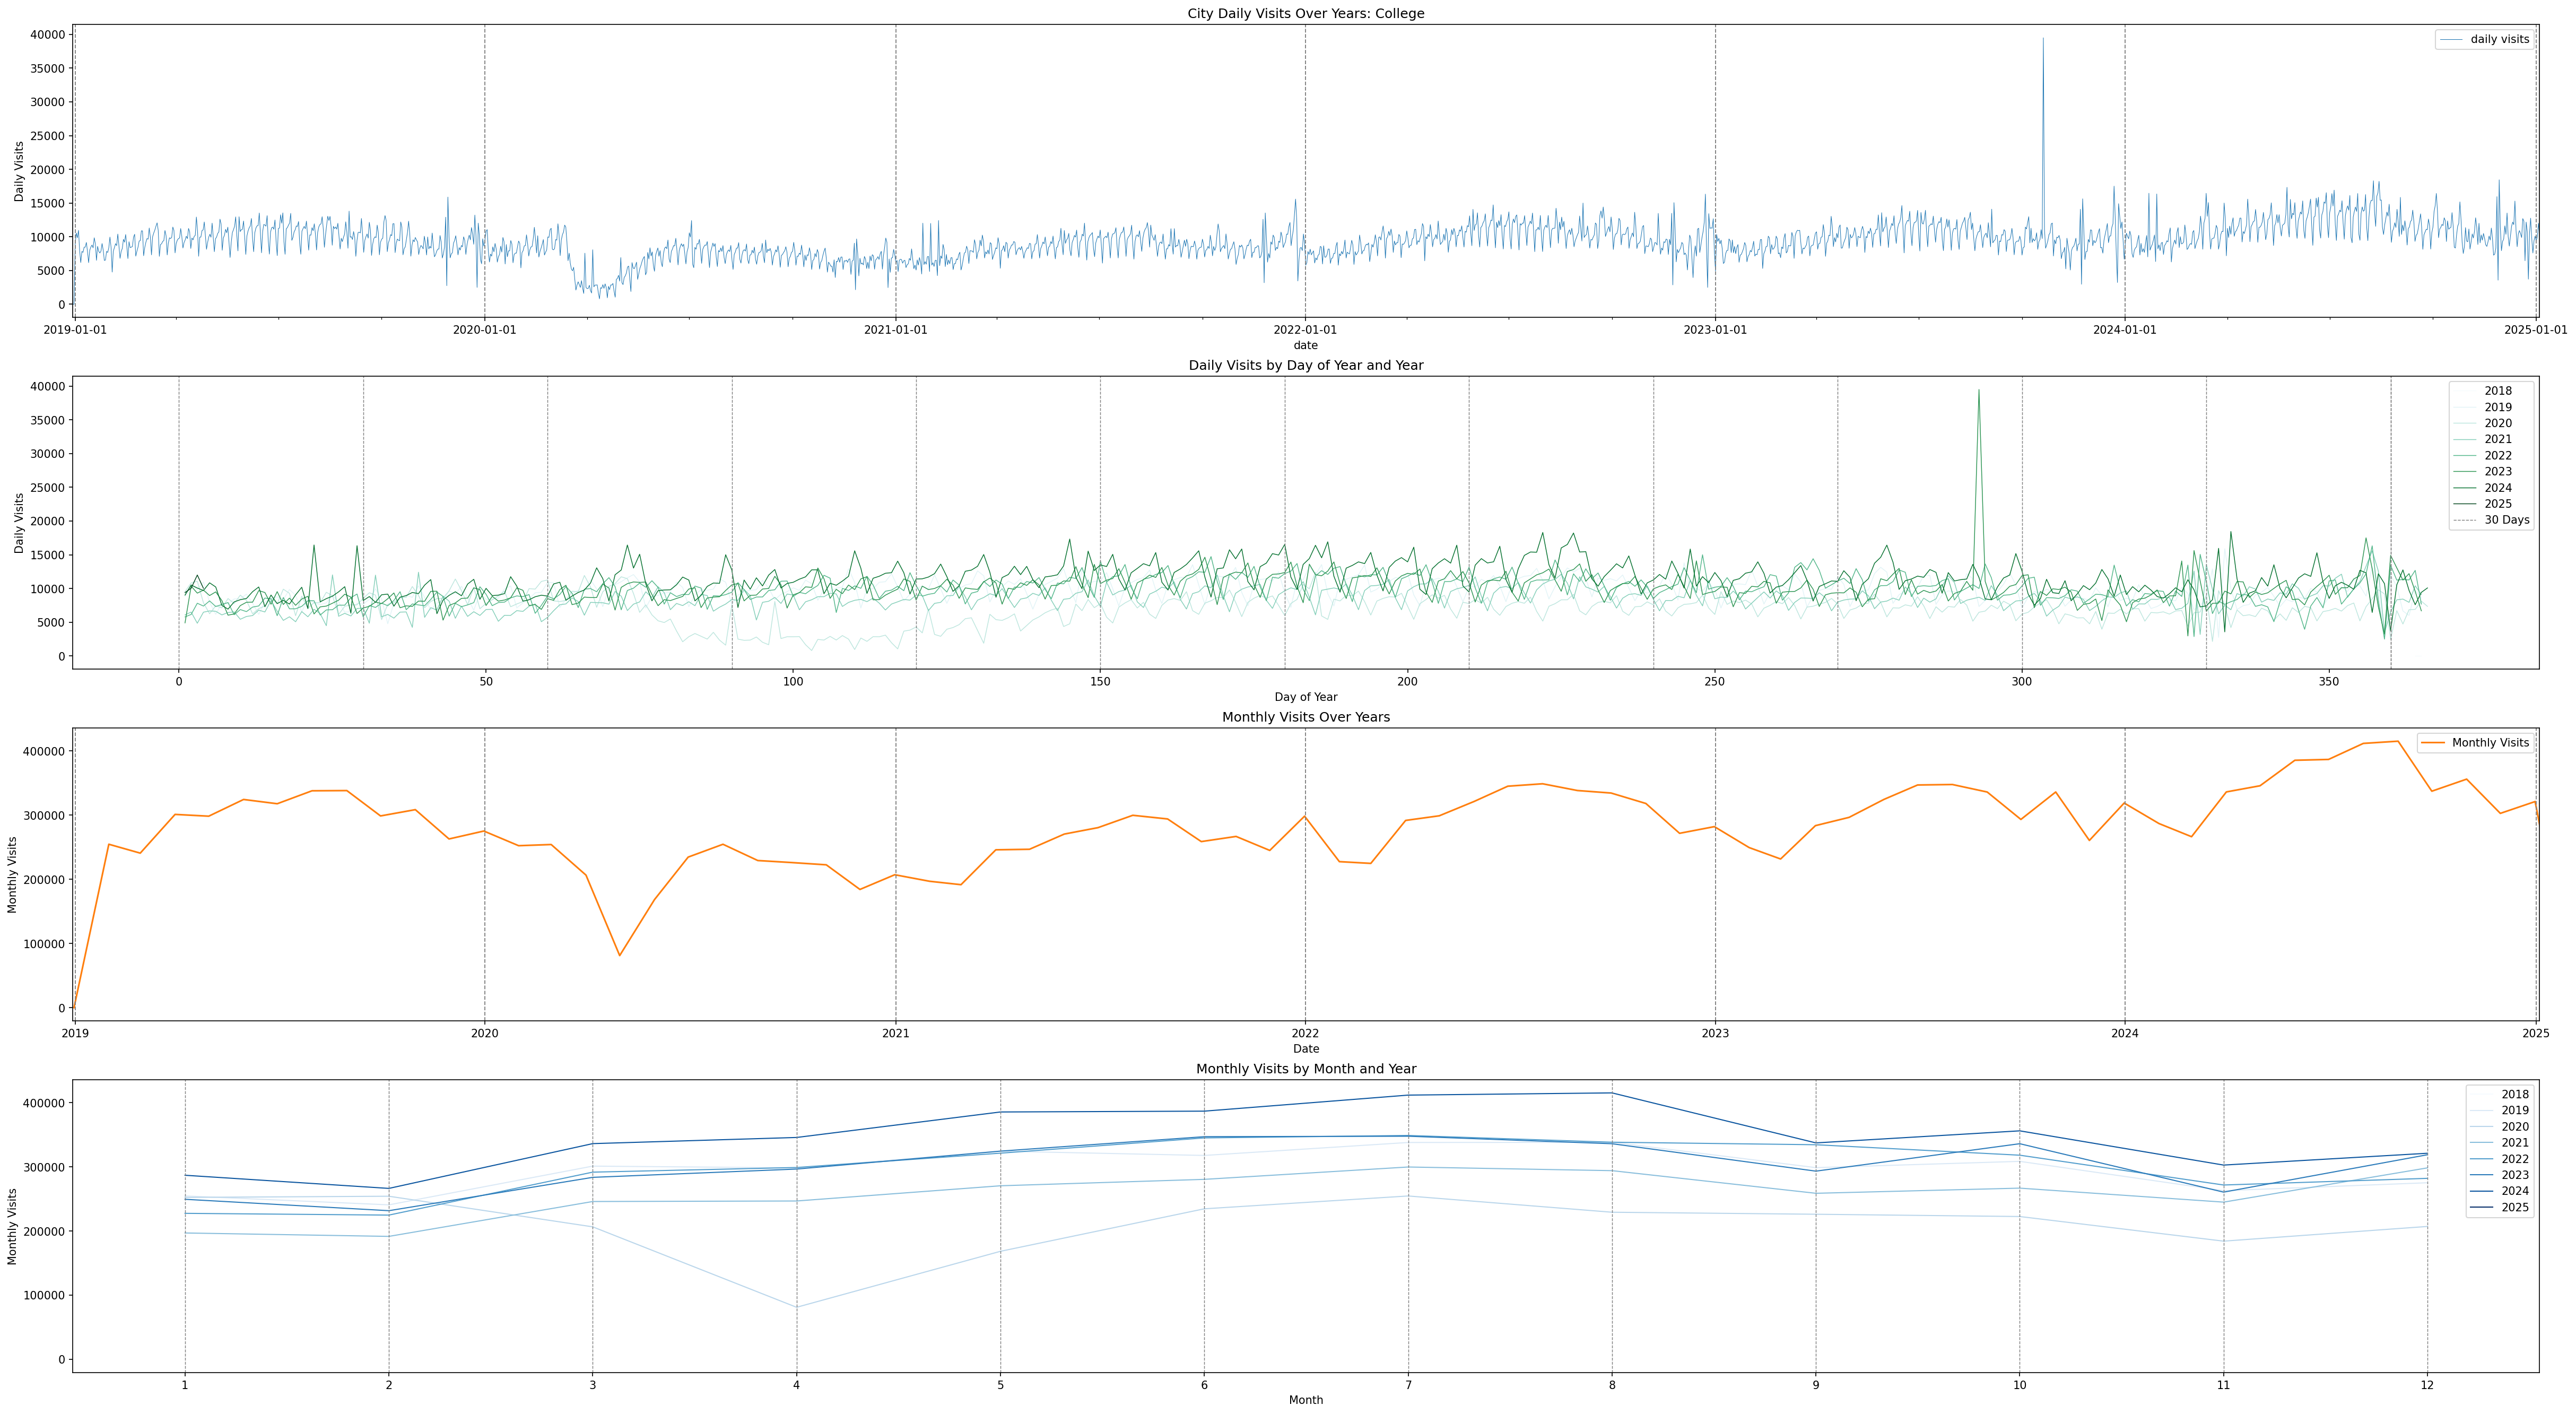 City Daily Visits Over Years: College
40000
35000
30000
25000
20000
15000
10000
5000
0
Daily Visits
daily visits
2019-01-01 2020-01-01 2021-01-01 2022-01-01 2023-01-01 2024-01-01 2025-01-01
date
Daily Visits by Day of Year and Year
40000
35000
30000
25000
20000
15000
10000
5000
0
Daily Visits
2018
2019
2020
2021
2022
2023
2024
2025
30 Days
0 50 100 150 200 250 300 350
Day of Year
Monthly Visits Over Years
400000
300000
200000
100000
0
Monthly Visits
Monthly Visits
2019 2020 2021 2022 2023 2024 2025
Date
Monthly Visits by Month and Year
400000
300000
200000
100000
0
Monthly Visits
2018
2019
2020
2021
2022
2023
2024
2025
1 2 3 4 5 6 7 8 9 10 11 12
Month